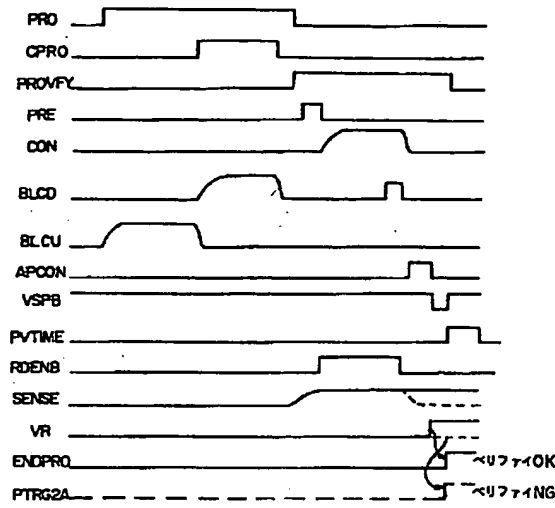 PRO
CPRO
PROVFY
PRE
CON
BLCD
BLCU
APCON
VSPB
PVTIME
RDENB
SENSE
VR
ENDPRO ベリファイOK
PTRG2A ベリファイNG